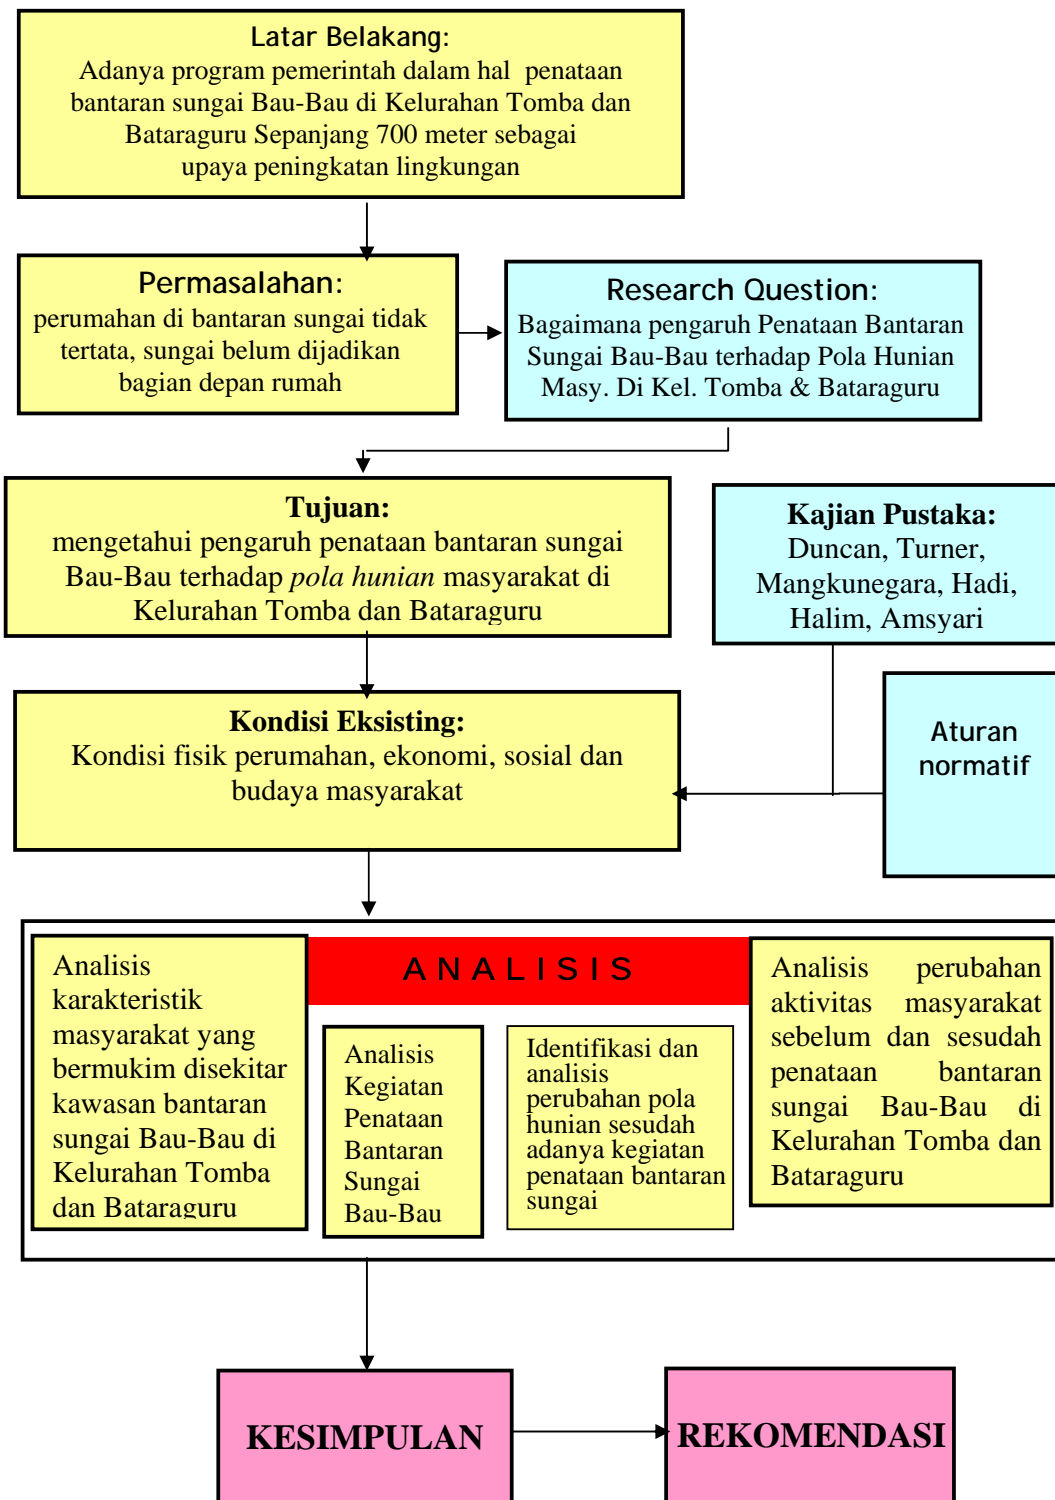 Latar Belakang:
Adanya program pemerintah dalam hal penataan
bantaran sungai Bau-Bau di Kelurahan Tomba dan
Bataraguru Sepanjang 700 meter sebagai
upaya peningkatan lingkungan
Permasalahan:
perumahan di bantaran sungai tidak
tertata, sungai belum dijadikan
bagian depan rumah
Research Question:
Bagaimana pengaruh Penataan Bantaran
Sungai Bau-Bau terhadap Pola Hunian
Masy. Di Kel. Tomba & Bataraguru
Tujuan:
mengetahui pengaruh penataan bantaran sungai
Bau-Bau terhadap pola hunian masyarakat di
Kelurahan Tomba dan Bataraguru
Kajian Pustaka:
Duncan, Turner,
Mangkunegara, Hadi,
Halim, Amsyari
Kondisi Eksisting:
Kondisi fisik perumahan, ekonomi, sosial dan
budaya masyarakat
Aturan
normatif
A N A L I S I S
Analisis
karakteristik
masyarakat yang
bermukim disekitar
kawasan bantaran
sungai Bau-Bau di
Kelurahan Tomba
dan Bataraguru
Analisis
Kegiatan
Penataan
Bantaran
Sungai
Bau-Bau
Identifikasi dan
analisis
perubahan pola
hunian sesudah
adanya kegiatan
penataan bantaran
sungai
Analisis perubahan
aktivitas masyarakat
sebelum dan sesudah
penataan bantaran
sungai Bau-Bau di
Kelurahan Tomba dan
Bataraguru
KESIMPULAN
REKOMENDASI